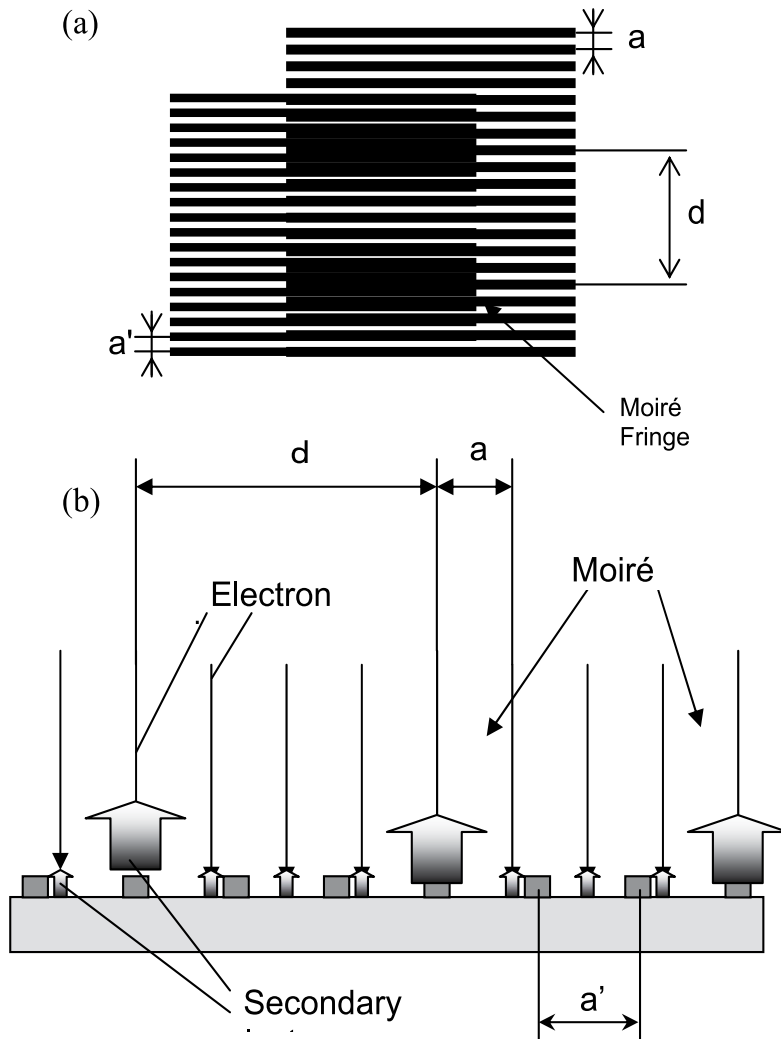 (a)
a
d
a'
Moiré
Fringe
d
a
(b)
Moiré
Electron
Secondary
a’